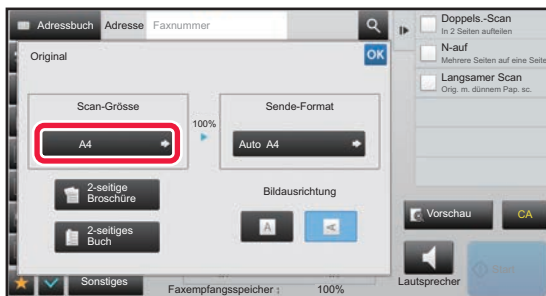 Adressbuch
Adresse
Faxnummer
Original
OK
Scan-Grösse
A4
100%
Sende-Format
Auto A4
2-seitige
Broschüre
2-seitiges
Buch
Bildausrichtung
A
A
Doppels.-Scan
In 2 Seiten aufteilen
N-auf
Mehrere Seiten auf eine Seite
Langsamer Scan
Orig. m. dünnem Pap. sc.
Vorschau
CA
Sonstiges
Faxempfangsspeicher :
100%
Lautsprecher
Start